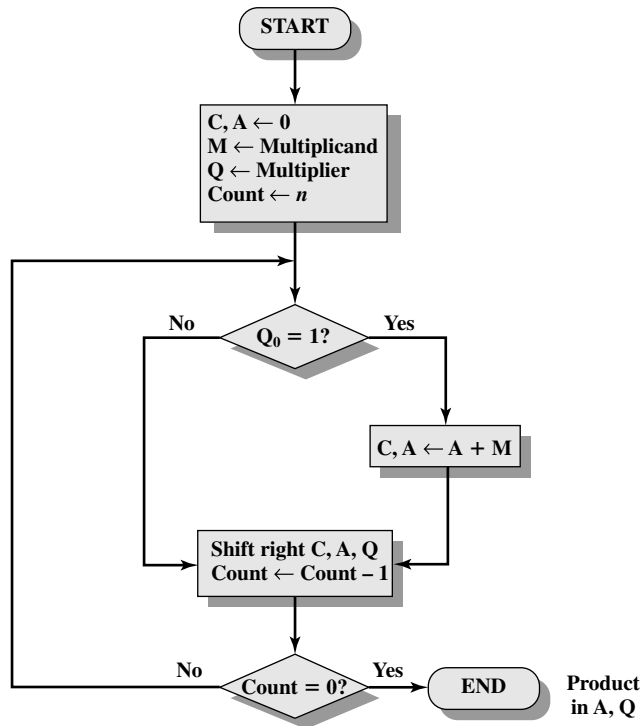 START
C, A ← 0
M ← Multiplicand
Q ← Multiplier
Count ← n
No
Q₀ = 1?
Yes
C, A ← A + M
Shift right C, A, Q
Count ← Count – 1
No
Count = 0?
Yes
END
Product
in A, Q